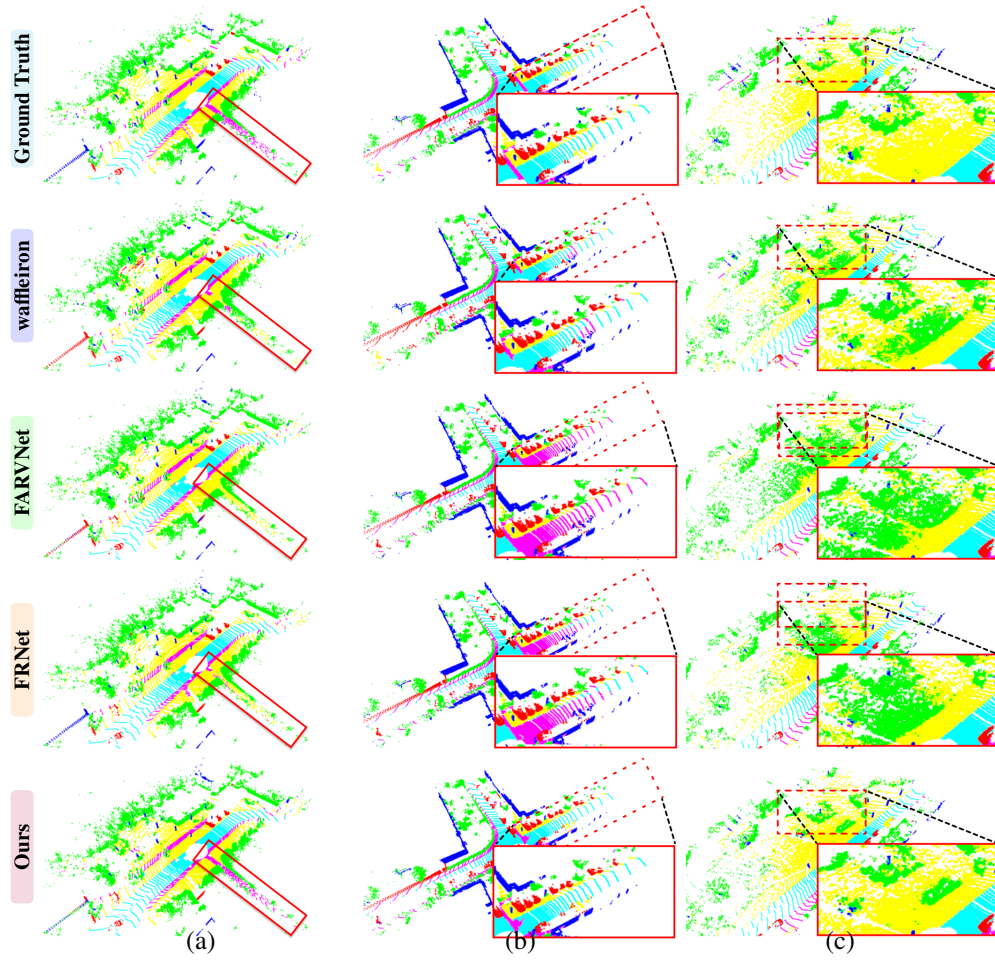 Ground Truth
waffleiron
FARVNet
FRNet
Ours
(a)
(b)
(c)